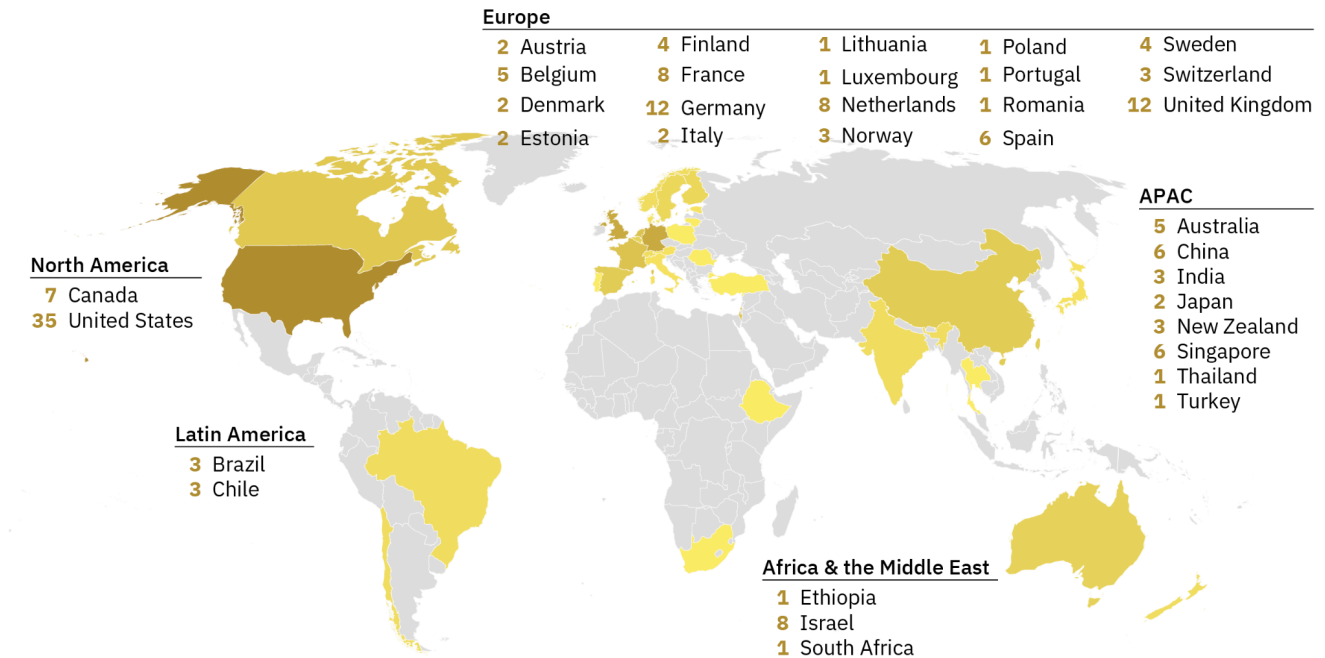 Europe
2 Austria
5 Belgium
2 Denmark
2 Estonia
4 Finland
8 France
12 Germany
2 Italy
1 Lithuania
1 Luxembourg
8 Netherlands
3 Norway
1 Poland
1 Portugal
1 Romania
6 Spain
4 Sweden
3 Switzerland
12 United Kingdom
North America
7 Canada
35 United States
APAC
5 Australia
6 China
3 India
2 Japan
3 New Zealand
6 Singapore
1 Thailand
1 Turkey
Latin America
3 Brazil
3 Chile
Africa & the Middle East
1 Ethiopia
8 Israel
1 South Africa